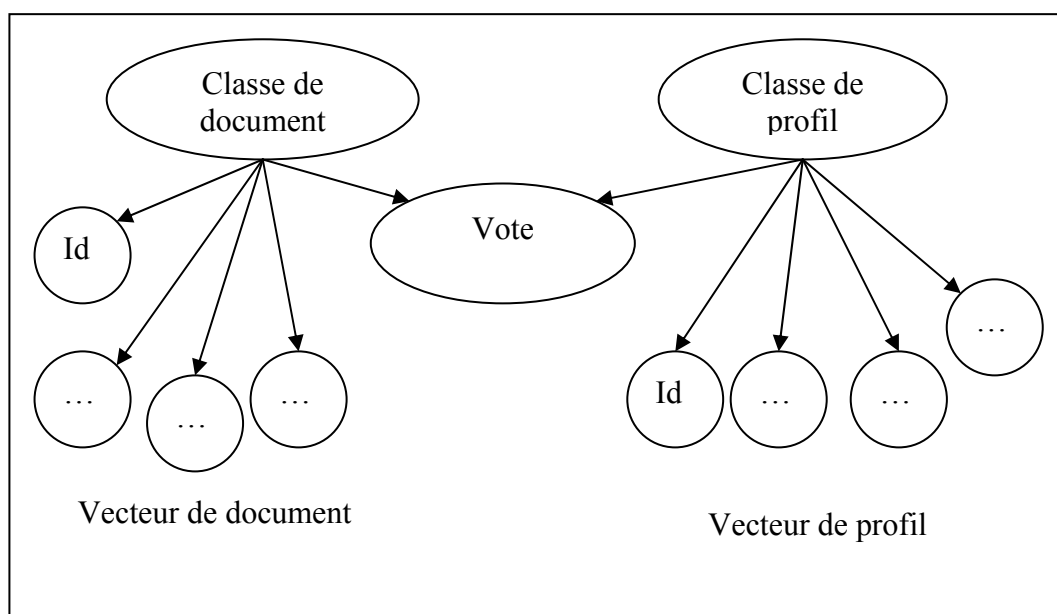 Classe de
document
Classe de
profil
Vote
Id
…
…
…
…
Id
…
…
Vecteur de document
Vecteur de profil